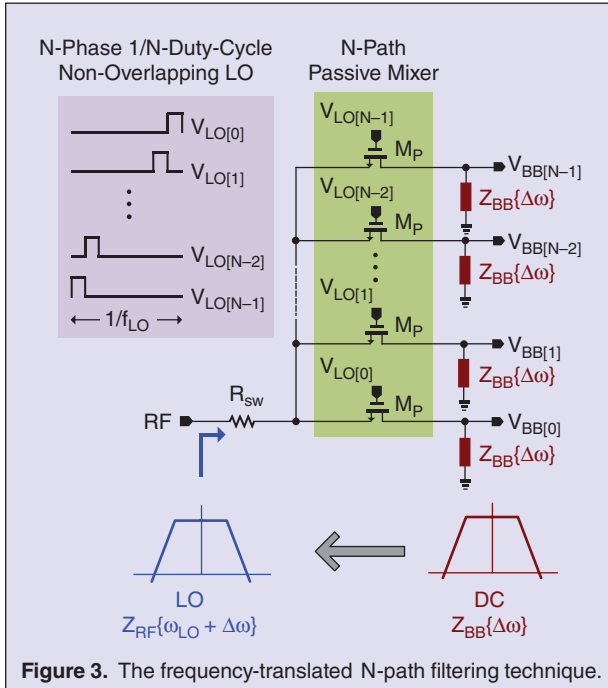 N-Phase 1/N-Duty-Cycle
Non-Overlapping LO
V_LO[0]
V_LO[1]
V_LO[N–2]
V_LO[N–1]
1/f_LO
N-Path
Passive Mixer
V_LO[N–1]
M_P
V_BB[N–1]
Z_BB{Δω}
V_LO[N–2]
M_P
V_BB[N–2]
Z_BB{Δω}
V_LO[1]
M_P
V_BB[1]
Z_BB{Δω}
V_LO[0]
M_P
V_BB[0]
Z_BB{Δω}
RF
R_sw
LO
Z_RF{ω_LO + Δω}
DC
Z_BB{Δω}
Figure 3. The frequency-translated N-path filtering technique.